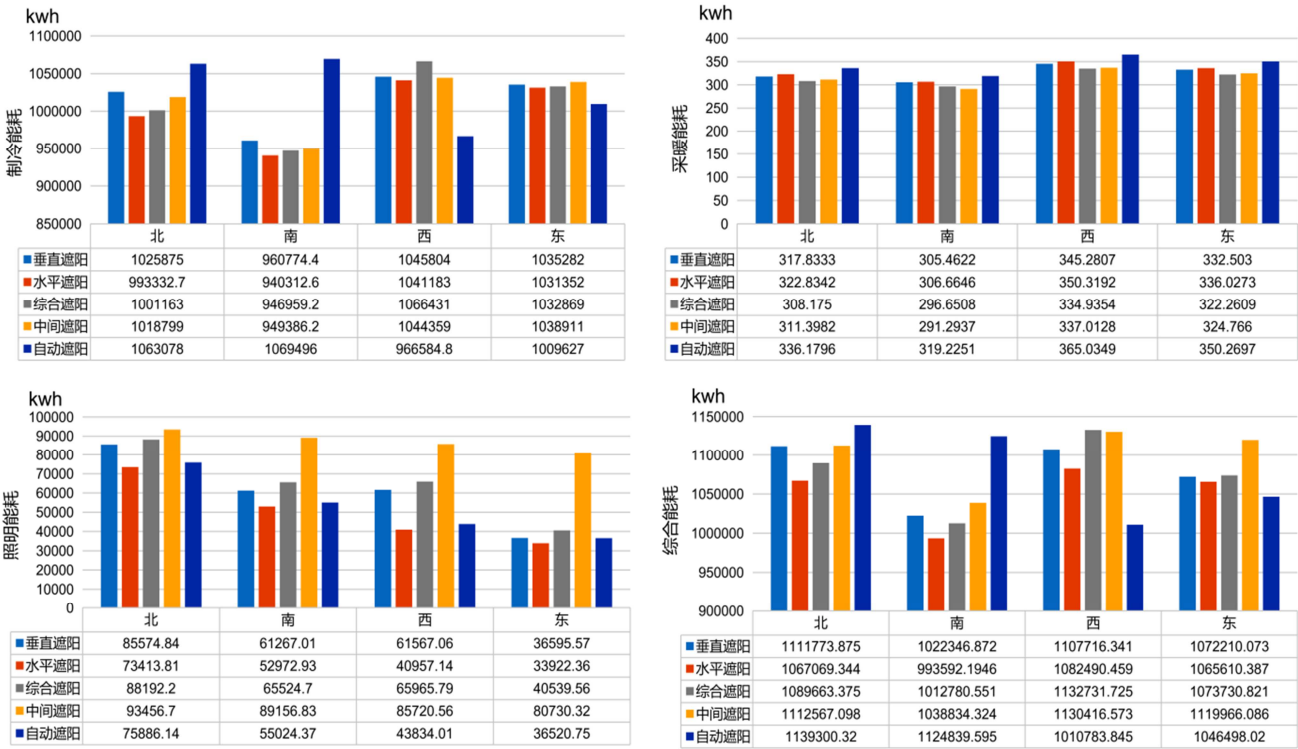 kwh
1100000
1050000
1000000
950000
900000
850000
制冷能耗
北 南 西 东
垂直遮阳 1025875 960774.4 1045804 1035282
水平遮阳 993332.7 940312.6 1041183 1031352
综合遮阳 1001163 946959.2 1066431 1032869
中间遮阳 1018799 949386.2 1044359 1038911
自动遮阳 1063078 1069496 966584.8 1009627
kwh
400
350
300
250
200
150
100
50
0
采暖能耗
北 南 西 东
垂直遮阳 317.8333 305.4622 345.2807 332.503
水平遮阳 322.8342 306.6646 350.3192 336.0273
综合遮阳 308.175 296.6508 334.9354 322.2609
中间遮阳 311.3982 291.2937 337.0128 324.766
自动遮阳 336.1796 319.2251 365.0349 350.2697
kwh
100000
90000
80000
70000
60000
50000
40000
30000
20000
10000
0
照明能耗
北 南 西 东
垂直遮阳 85574.84 61267.01 61567.06 36595.57
水平遮阳 73413.81 52972.93 40957.14 33922.36
综合遮阳 88192.2 65524.7 65965.79 40539.56
中间遮阳 93456.7 89156.83 85720.56 80730.32
自动遮阳 75886.14 55024.37 43834.01 36520.75
kwh
1150000
1100000
1050000
1000000
950000
900000
综合能耗
北 南 西 东
垂直遮阳 1111773.875 1022346.872 1107716.341 1072210.073
水平遮阳 1067069.344 993592.1946 1082490.459 1065610.387
综合遮阳 1089663.375 1012780.551 1132731.725 1073730.821
中间遮阳 1112567.098 1038834.324 1130416.573 1119966.086
自动遮阳 1139300.32 1124839.595 1010783.845 1046498.02